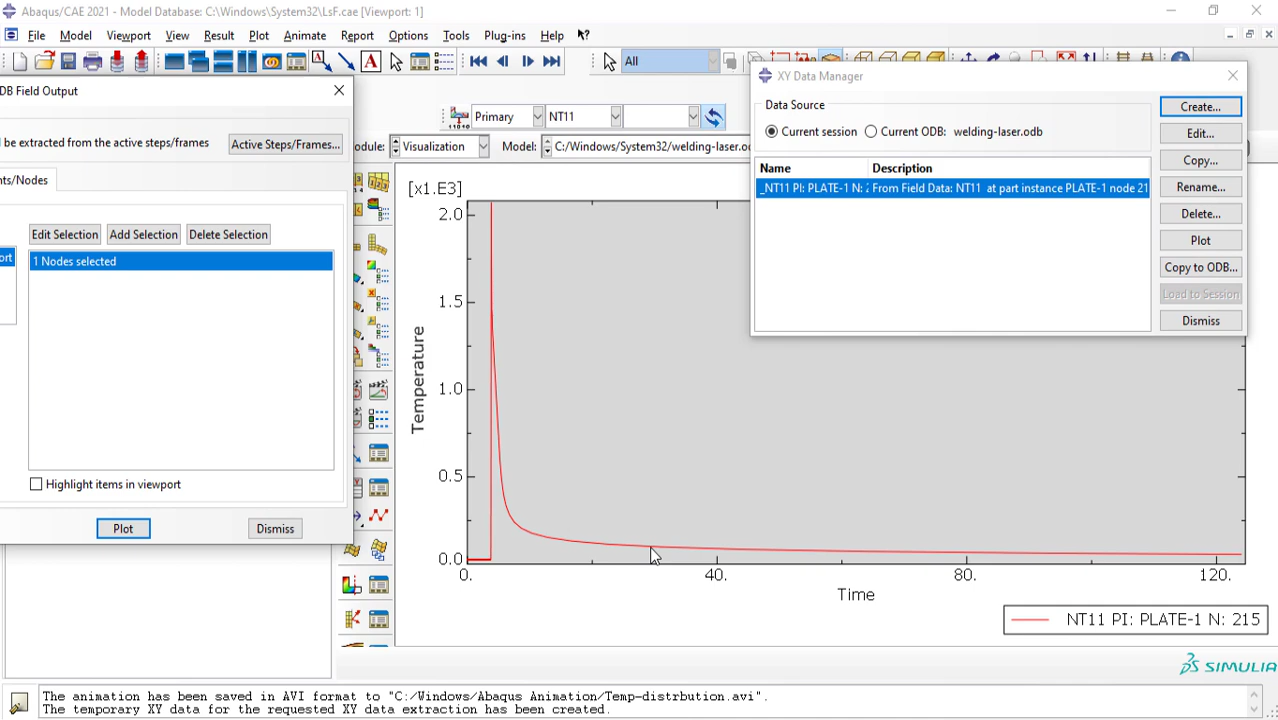 Abaqus/CAE 2021 - Model Database: C:\Windows\System32\LsF.cae [Viewport: 1]
File Model Viewport View Result Plot Animate Report Options Tools Plug-ins Help
All
DB Field Output
Primary NT11
be extracted from the active steps/frames Active Steps/Frames...
odule: Visualization Model: C:/Windows/System32/welding-laser.o
nts/Nodes
Edit Selection Add Selection Delete Selection
ort
1 Nodes selected
Highlight items in viewport
Plot Dismiss
XY Data Manager
Data Source
Current session Current ODB: welding-laser.odb
Name Description
_NT11 PI: PLATE-1 N: 2 From Field Data: NT11 at part instance PLATE-1 node 21
Create...
Edit...
Copy...
Rename...
Delete...
Plot
Copy to ODB...
Load to Session
Dismiss
[x1.E3]
2.0
1.5
1.0
0.5
0.0
Temperature
0. 40. 80. 120.
Time
NT11 PI: PLATE-1 N: 215
SIMULIA
The animation has been saved in AVI format to "C:/Windows/Abaqus Animation/Temp-distrbution.avi".
The temporary XY data for the requested XY data extraction has been created.